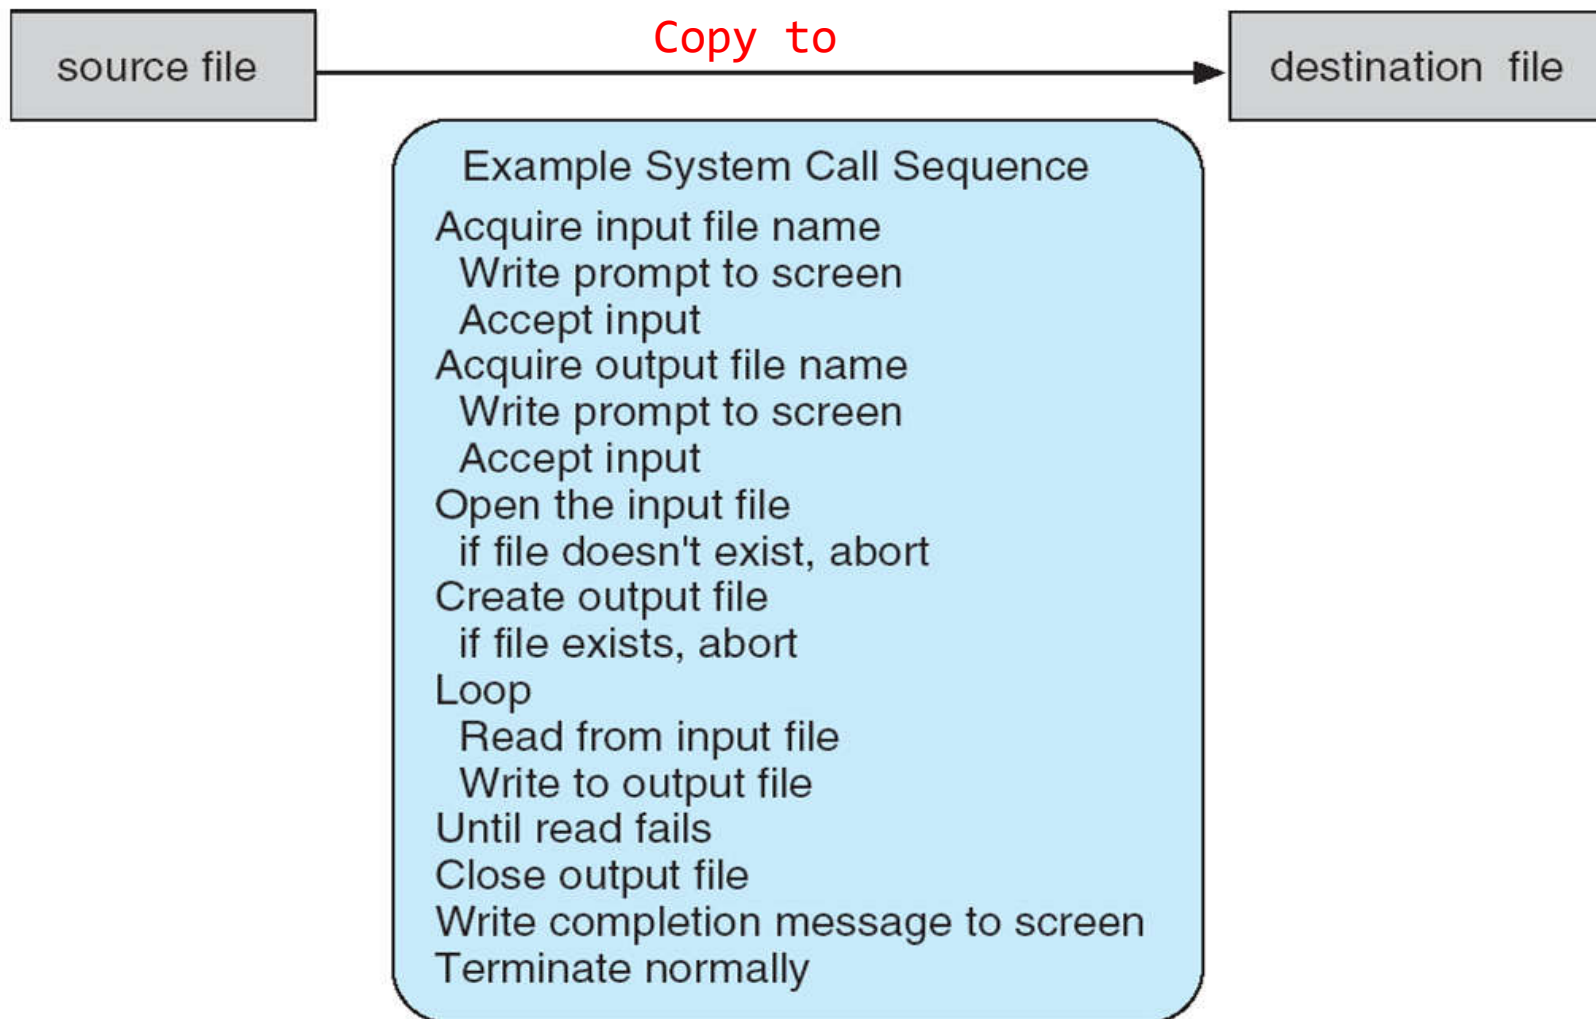 source file
Copy to
destination file
Example System Call Sequence
Acquire input file name
Write prompt to screen
Accept input
Acquire output file name
Write prompt to screen
Accept input
Open the input file
if file doesn't exist, abort
Create output file
if file exists, abort
Loop
Read from input file
Write to output file
Until read fails
Close output file
Write completion message to screen
Terminate normally